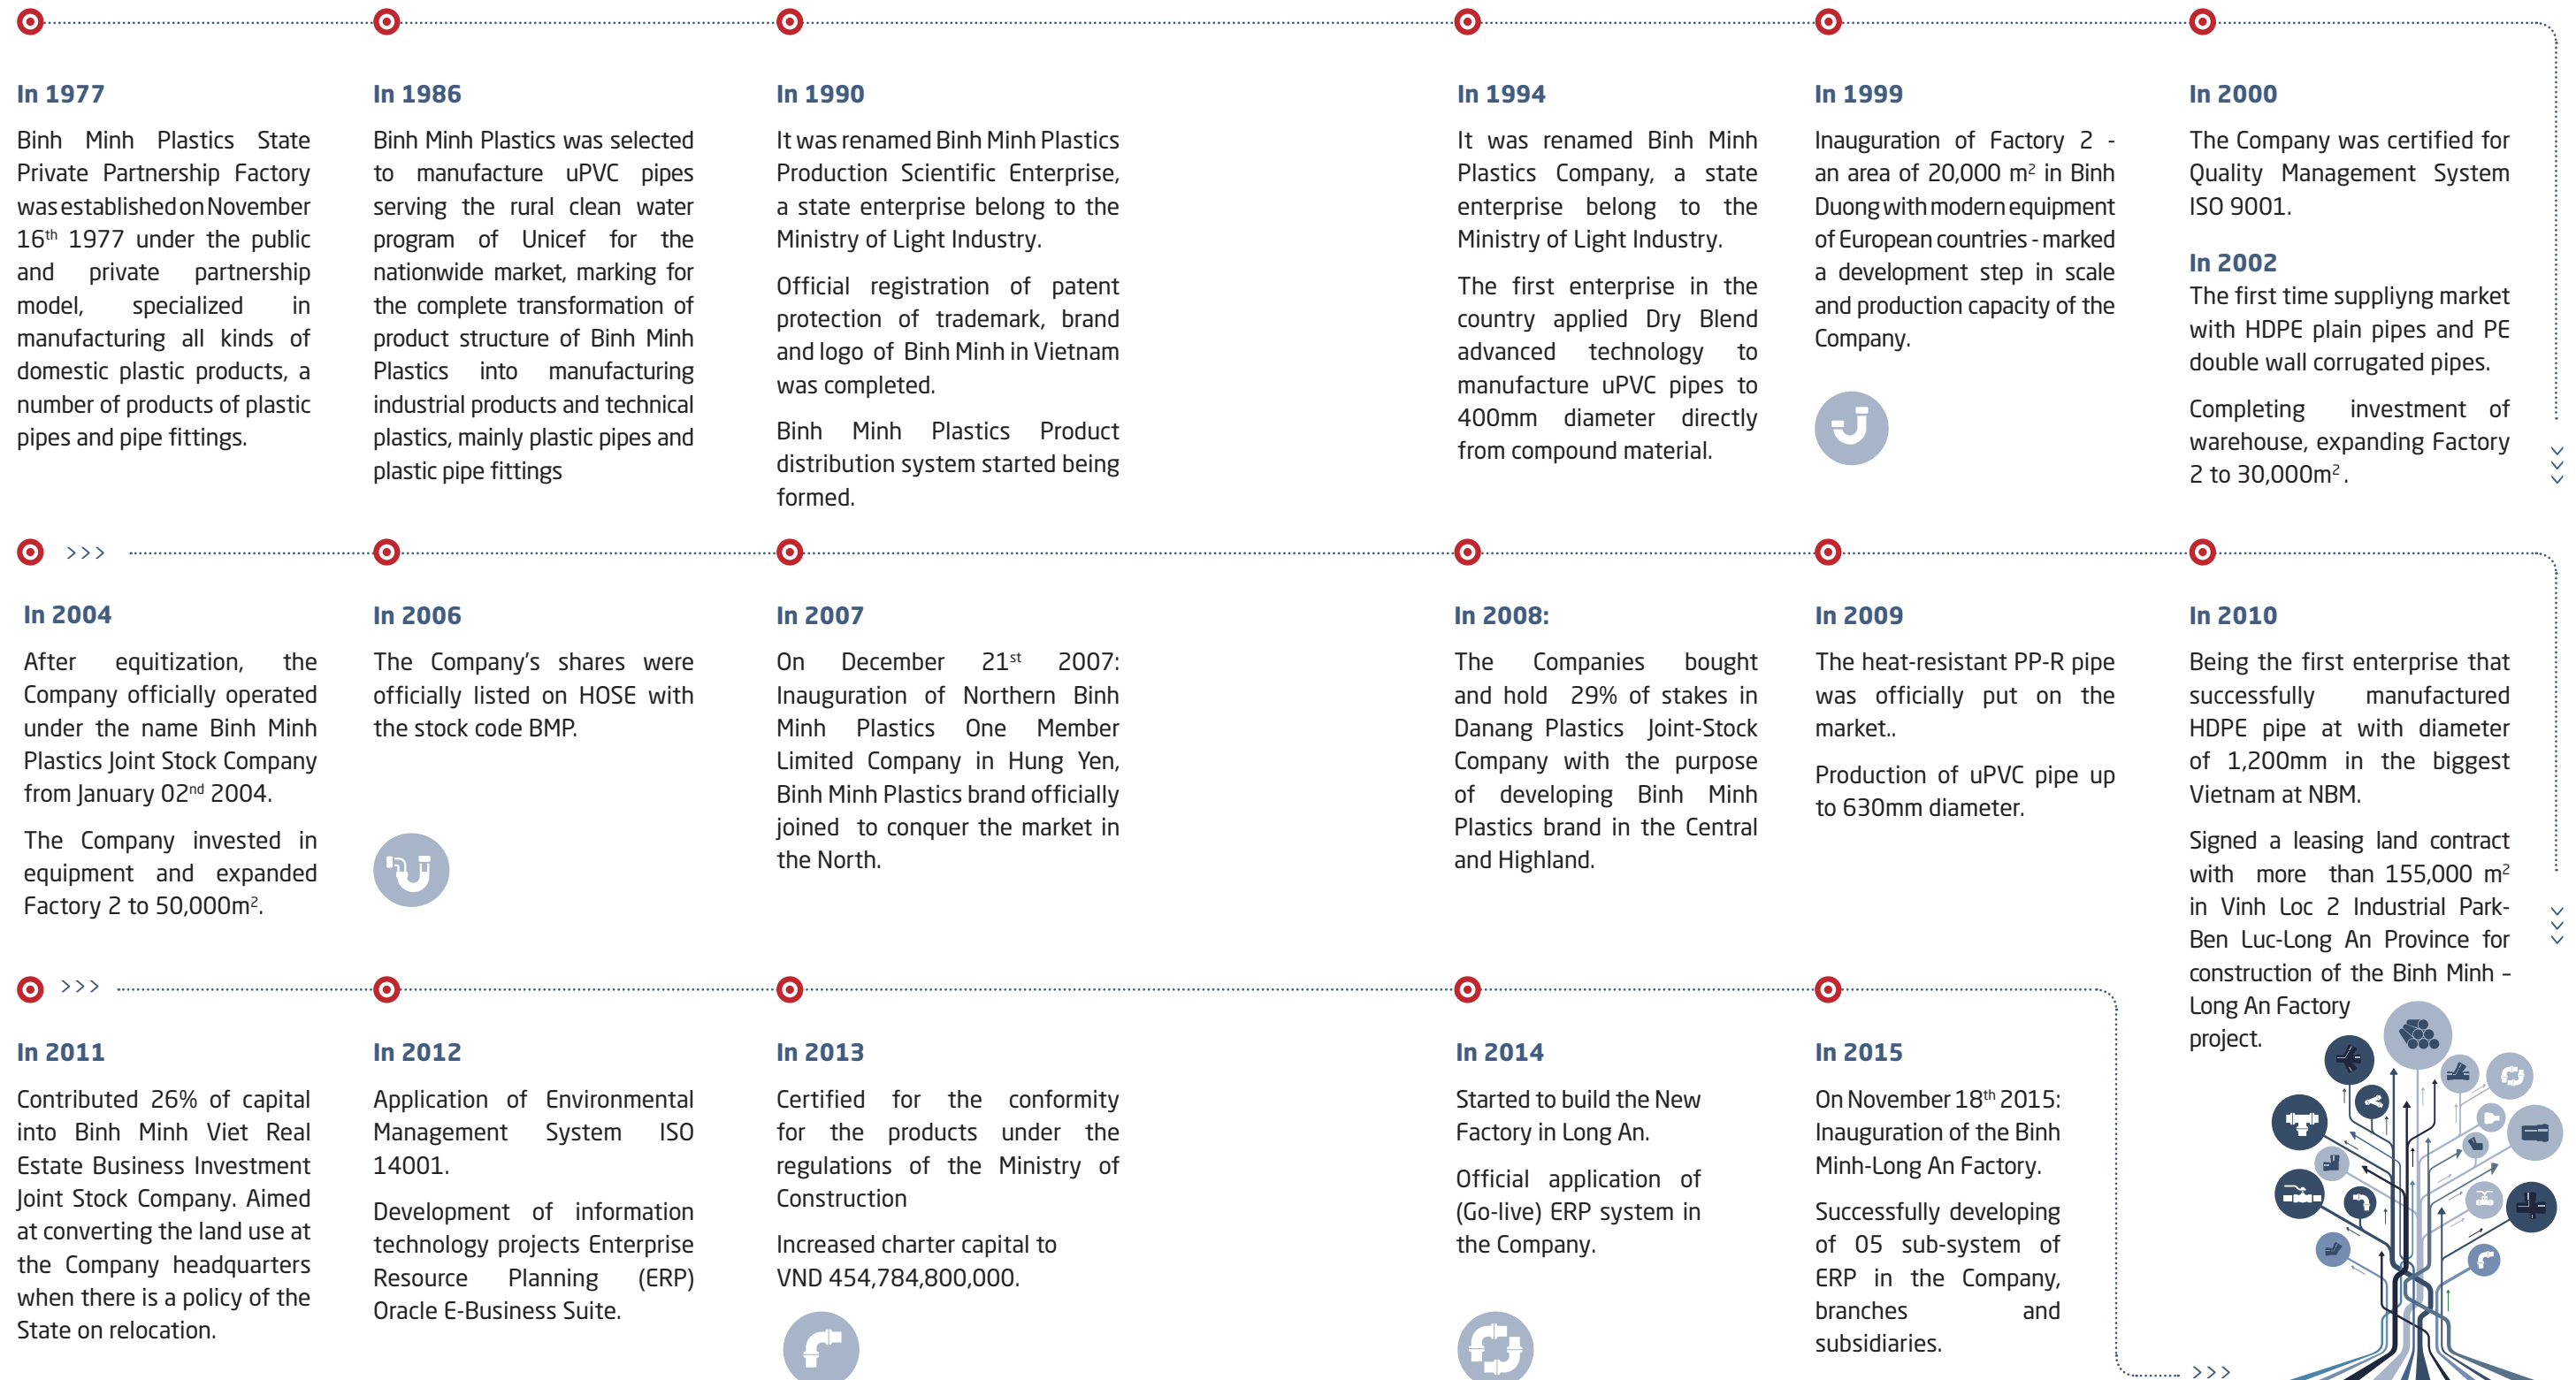 In 1977
Binh Minh Plastics State
Private Partnership Factory
was established on November
16th 1977 under the public
and private partnership
model, specialized in
manufacturing all kinds of
domestic plastic products, a
number of products of plastic
pipes and pipe fittings.
In 1986
Binh Minh Plastics was selected
to manufacture uPVC pipes
serving the rural clean water
program of Unicef for the
nationwide market, marking for
the complete transformation of
product structure of Binh Minh
Plastics into manufacturing
industrial products and technical
plastics, mainly plastic pipes and
plastic pipe fittings
In 1990
It was renamed Binh Minh Plastics
Production Scientific Enterprise,
a state enterprise belong to the
Ministry of Light Industry.
Official registration of patent
protection of trademark, brand
and logo of Binh Minh in Vietnam
was completed.
Binh Minh Plastics Product
distribution system started being
formed.
In 1994
It was renamed Binh Minh
Plastics Company, a state
enterprise belong to the
Ministry of Light Industry.
The first enterprise in the
country applied Dry Blend
advanced technology to
manufacture uPVC pipes to
400mm diameter directly
from compound material.
In 1999
Inauguration of Factory 2 -
an area of 20,000 m² in Binh
Duong with modern equipment
of European countries - marked
a development step in scale
and production capacity of the
Company.
In 2000
The Company was certified for
Quality Management System
ISO 9001.
In 2002
The first time suppliyng market
with HDPE plain pipes and PE
double wall corrugated pipes.
Completing investment of
warehouse, expanding Factory
2 to 30,000m² .
In 2004
After equitization, the
Company officially operated
under the name Binh Minh
Plastics Joint Stock Company
from January 02nd 2004.
The Company invested in
equipment and expanded
Factory 2 to 50,000m².
In 2006
The Company's shares were
officially listed on HOSE with
the stock code BMP.
In 2007
On December 21st 2007:
Inauguration of Northern Binh
Minh Plastics One Member
Limited Company in Hung Yen,
Binh Minh Plastics brand officially
joined to conquer the market in
the North.
In 2008:
The Companies bought
and hold 29% of stakes in
Danang Plastics Joint-Stock
Company with the purpose
of developing Binh Minh
Plastics brand in the Central
and Highland.
In 2009
The heat-resistant PP-R pipe
was officially put on the
market..
Production of uPVC pipe up
to 630mm diameter.
In 2010
Being the first enterprise that
successfully manufactured
HDPE pipe at with diameter
of 1,200mm in the biggest
Vietnam at NBM.
Signed a leasing land contract
with more than 155,000 m²
in Vinh Loc 2 Industrial Park-
Ben Luc-Long An Province for
construction of the Binh Minh –
Long An Factory
project.
In 2011
Contributed 26% of capital
into Binh Minh Viet Real
Estate Business Investment
Joint Stock Company. Aimed
at converting the land use at
the Company headquarters
when there is a policy of the
State on relocation.
In 2012
Application of Environmental
Management System ISO
14001.
Development of information
technology projects Enterprise
Resource Planning (ERP)
Oracle E-Business Suite.
In 2013
Certified for the conformity
for the products under the
regulations of the Ministry of
Construction
Increased charter capital to
VND 454,784,800,000.
In 2014
Started to build the New
Factory in Long An.
Official application of
(Go-live) ERP system in
the Company.
In 2015
On November 18th 2015:
Inauguration of the Binh
Minh-Long An Factory.
Successfully developing
of 05 sub-system of
ERP in the Company,
branches and
subsidiaries.